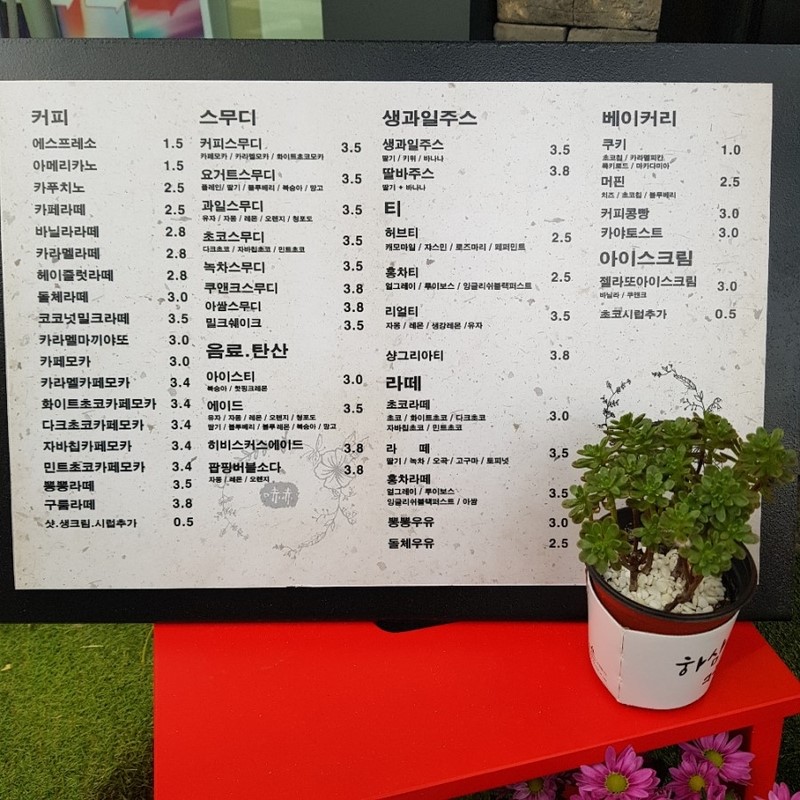 커피
에스프레소 1.5
아메리카노 1.5
카푸치노 2.5
카페라떼 2.5
바닐라라떼 2.8
카라멜라떼 2.8
헤이즐럿라떼 2.8
돌체라떼 3.0
코코넛밀크라떼 3.5
카라멜마끼야또 3.0
카페모카 3.0
카라멜카페모카 3.4
화이트초코카페모카 3.4
다크초코카페모카 3.4
자바칩카페모카 3.4
민트초코카페모카 3.4
뿅뿅라떼 3.5
구룸라떼 3.8
샷.생크림.시럽추가 0.5
스무디
커피스무디 3.5
카페모카 / 카라멜모카 / 화이트초코모카
요거트스무디 3.5
플레인/ 딸기 / 블루베리 / 복숭아 / 망고
과일스무디 3.5
유자 / 자몽 / 레몬 / 오렌지 / 청포도
초코스무디 3.5
다크초코 / 자바칩초코 / 민트초코
녹차스무디 3.5
쿠앤크스무디 3.8
아쌈스무디 3.8
밀크쉐이크 3.5
음료.탄산
아이스티 3.0
복숭아 / 핫핑크레몬
에이드 3.5
유자 / 자몽 / 레몬 / 오렌지 / 청포도
딸기 / 블루베리 / 블루레몬 / 복숭아 / 망고
히비스커스에이드 3.8
팝핑버블소다 3.8
자몽 / 레몬 / 오렌지
생과일주스
생과일주스 3.5
딸기 / 키위 / 바나나
딸바주스 3.8
딸기 + 바나나
티
허브티 2.5
캐모마일 / 쟈스민 / 로즈마리 / 페퍼민트
홍차티 2.5
얼그레이 / 루이보스 / 잉글리쉬블랙퍼스트
리얼티 3.5
자몽 / 레몬 / 생강레몬 /유자
샹그리아티 3.8
라떼
초코라떼 3.0
초코 / 화이트초코 / 다크초코
자바칩초코 / 민트초코
라 떼 3.5
딸기 / 녹차 / 오곡 / 고구마 / 토피넛
홍차라떼 3.5
얼그레이 / 루이보스
잉글리쉬블랙퍼스트 / 아쌈
뿅뿅우유 3.0
돌체우유 2.5
베이커리
쿠키 1.0
초코칩 / 카라멜피칸
록키로드 / 마카다미아
머핀 2.5
치즈 / 초코칩 / 블루베리
커피콩빵 3.0
카야토스트 3.0
아이스크림
젤라또아이스크림 3.0
바닐라 / 쿠앤크
초코시럽추가 0.5